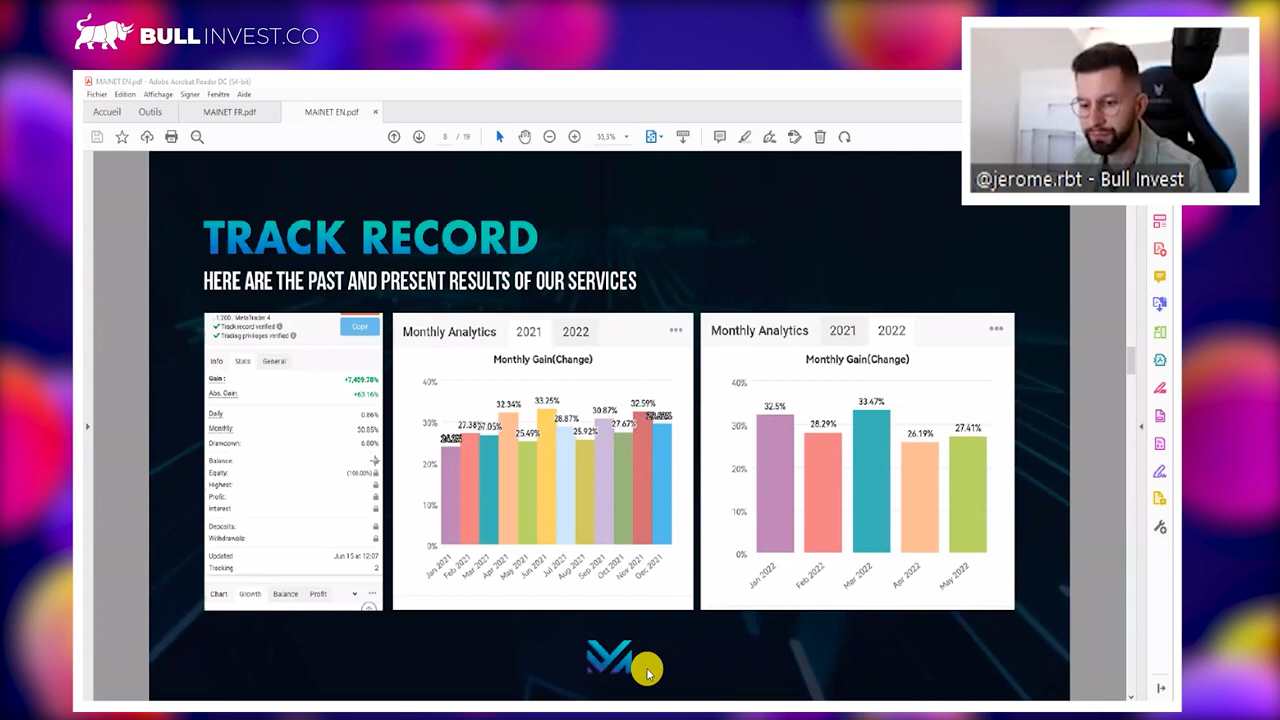 BULLINVEST.CO
@jerome.rbt - Bull Invest
MAINET EN.pdf - Adobe Acrobat Reader DC (64-bit)
Fichier Edition Affichage Signer Fenêtre Aide
Accueil Outils MAINET FR.pdf MAINET EN.pdf ×
8 / 19 55,3%
TRACK RECORD
HERE ARE THE PAST AND PRESENT RESULTS OF OUR SERVICES
1:200, MetaTrader 4
Track record verified
Trading privileges verified
Copy
Info Stats General
Gain: +7,459.78%
Abs. Gain: +63.16%
Daily 0.86%
Monthly: 30.85%
Drawdown: 6.80%
Balance:
Equity: (100.00%)
Highest:
Profit:
Interest
Deposits:
Withdrawals:
Updated Jun 15 at 12:07
Tracking 2
Chart Growth Balance Profit
Monthly Analytics 2021 2022
Monthly Gain(Change)
40%
30%
20%
10%
0%
27.38% 27.05% 32.34% 25.49% 33.25% 28.87% 25.92% 30.87% 27.67% 32.59%
Jan 2021 Feb 2021 Mar 2021 Apr 2021 May 2021 Jun 2021 Jul 2021 Aug 2021 Sep 2021 Oct 2021 Nov 2021 Dec 2021
Monthly Analytics 2021 2022
Monthly Gain(Change)
40%
30%
20%
10%
0%
32.5% 28.29% 33.47% 26.19% 27.41%
Jan 2022 Feb 2022 Mar 2022 Apr 2022 May 2022